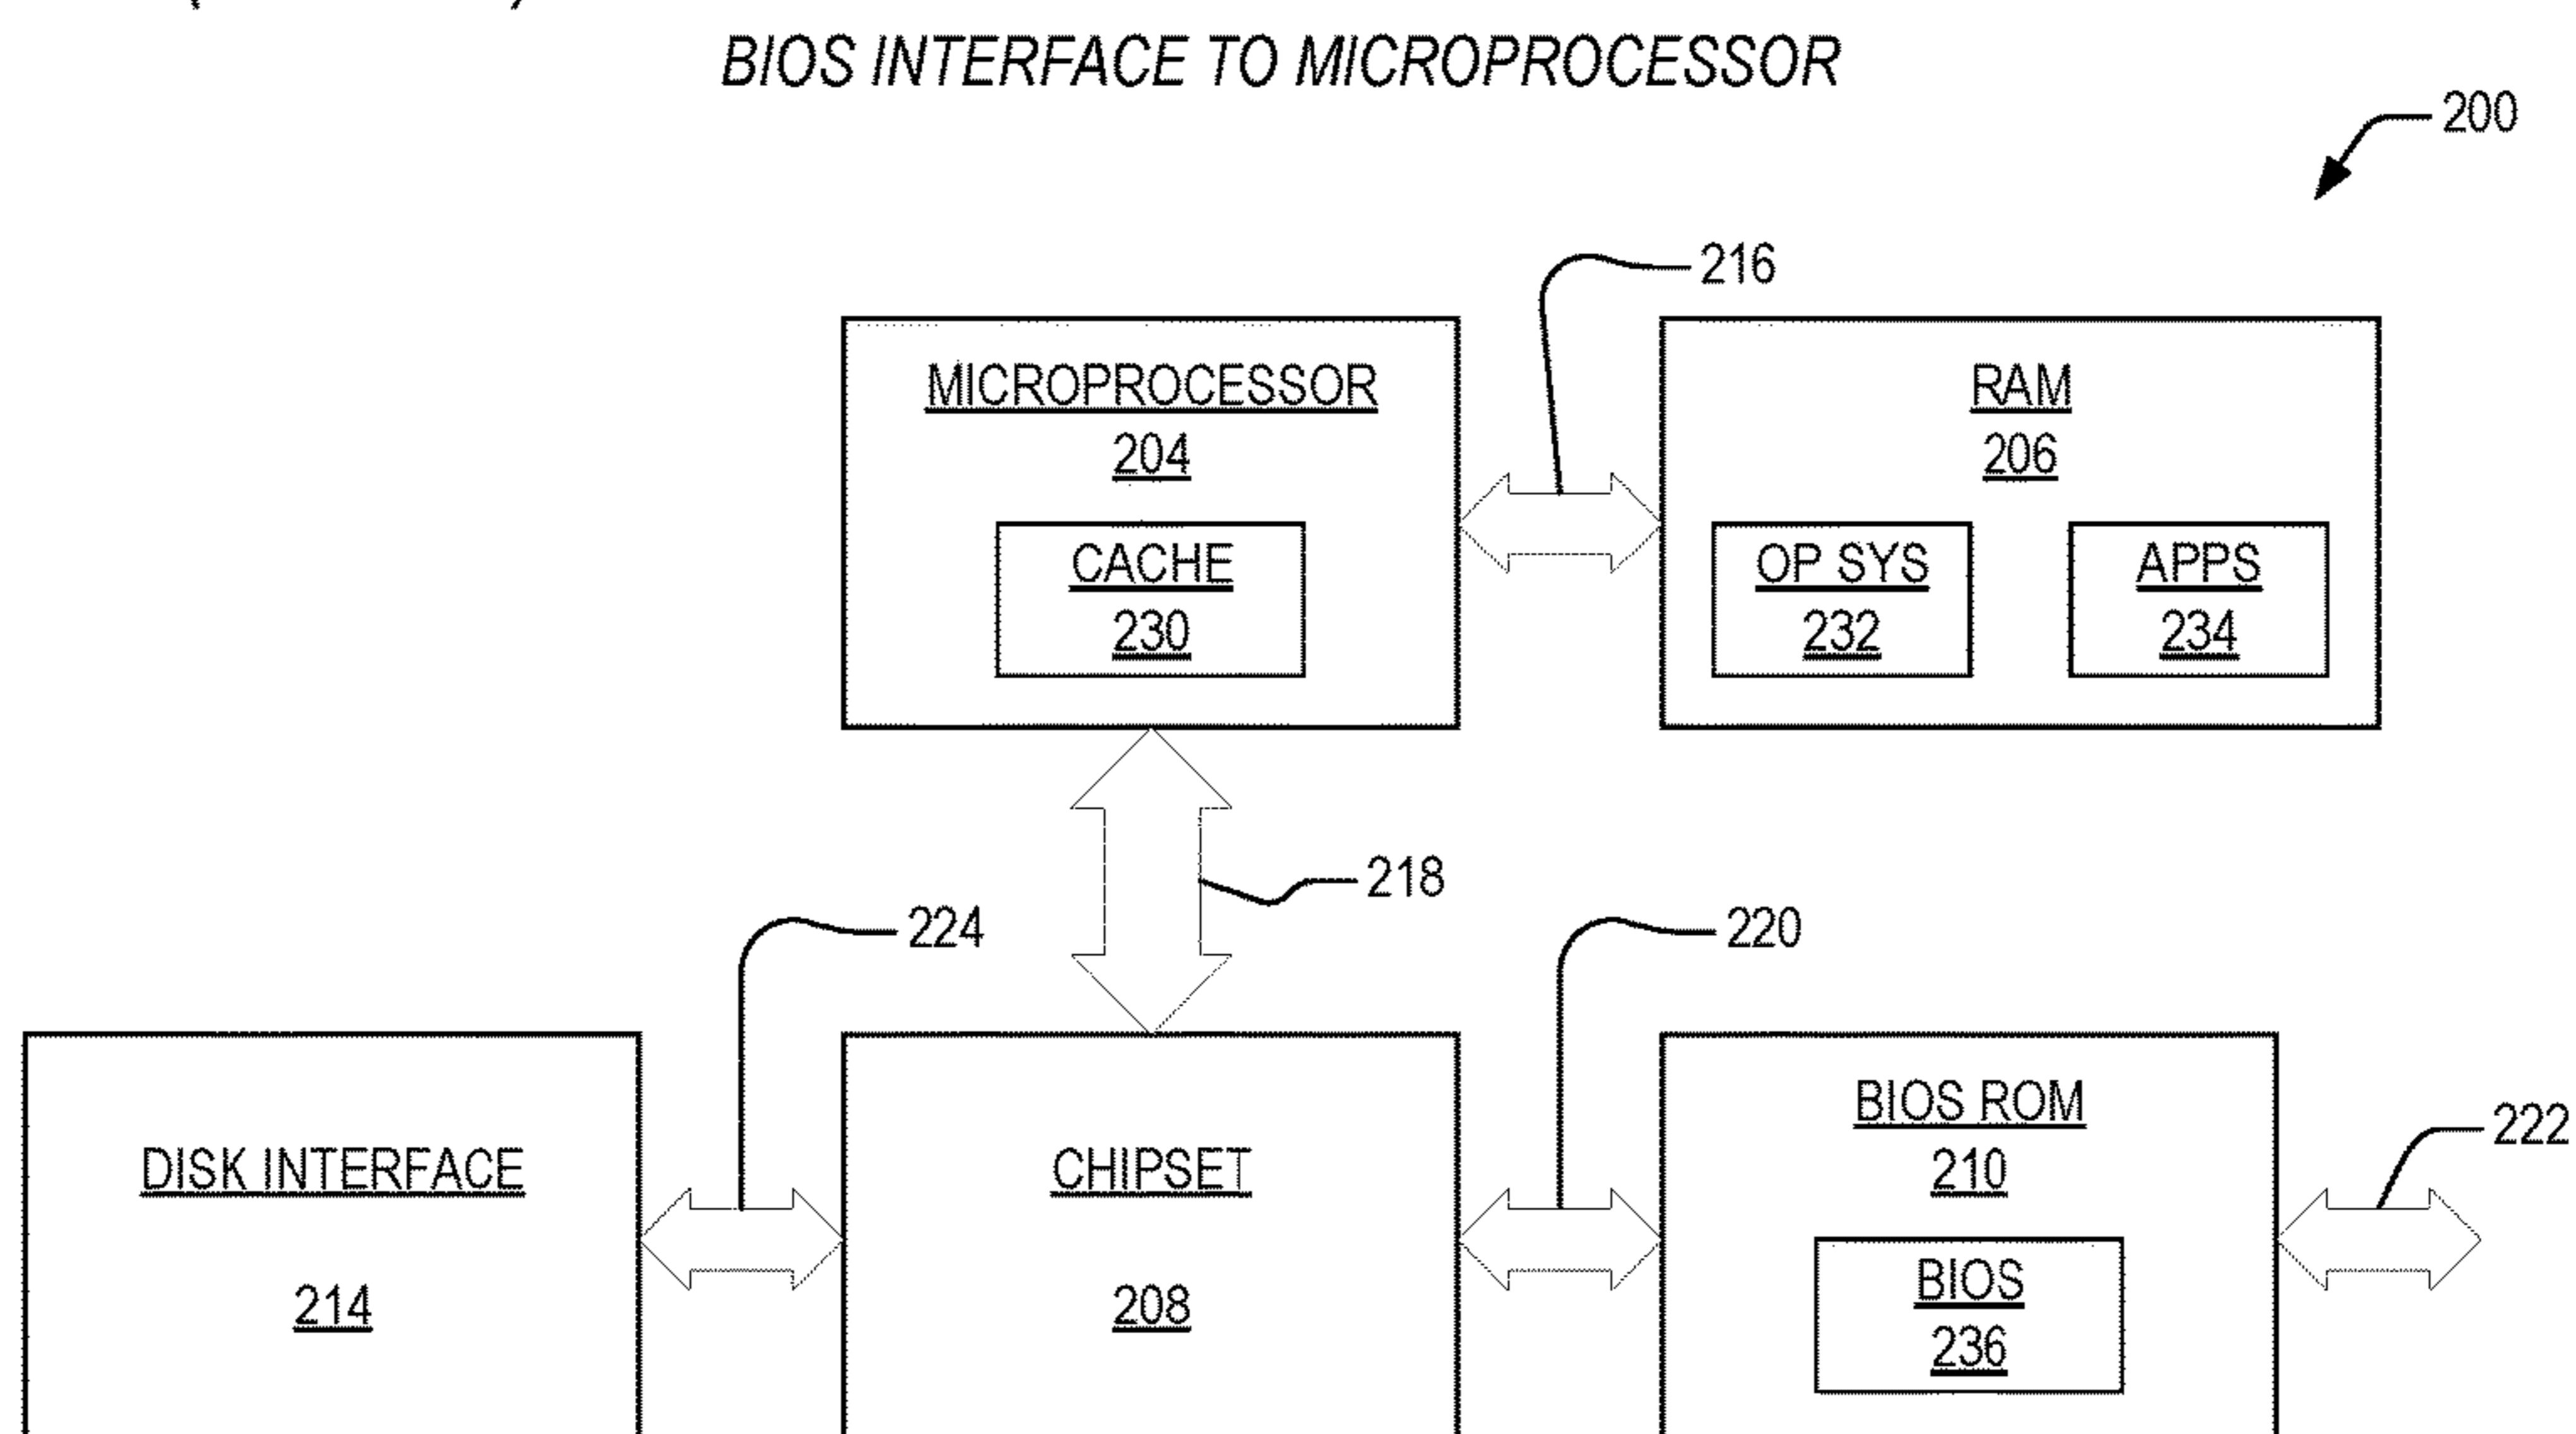 BIOS INTERFACE TO MICROPROCESSOR
200
216
MICROPROCESSOR
204
CACHE
230
RAM
206
OP SYS
232
APPS
234
218
224
220
DISK INTERFACE
214
CHIPSET
208
BIOS ROM
210
BIOS
236
222